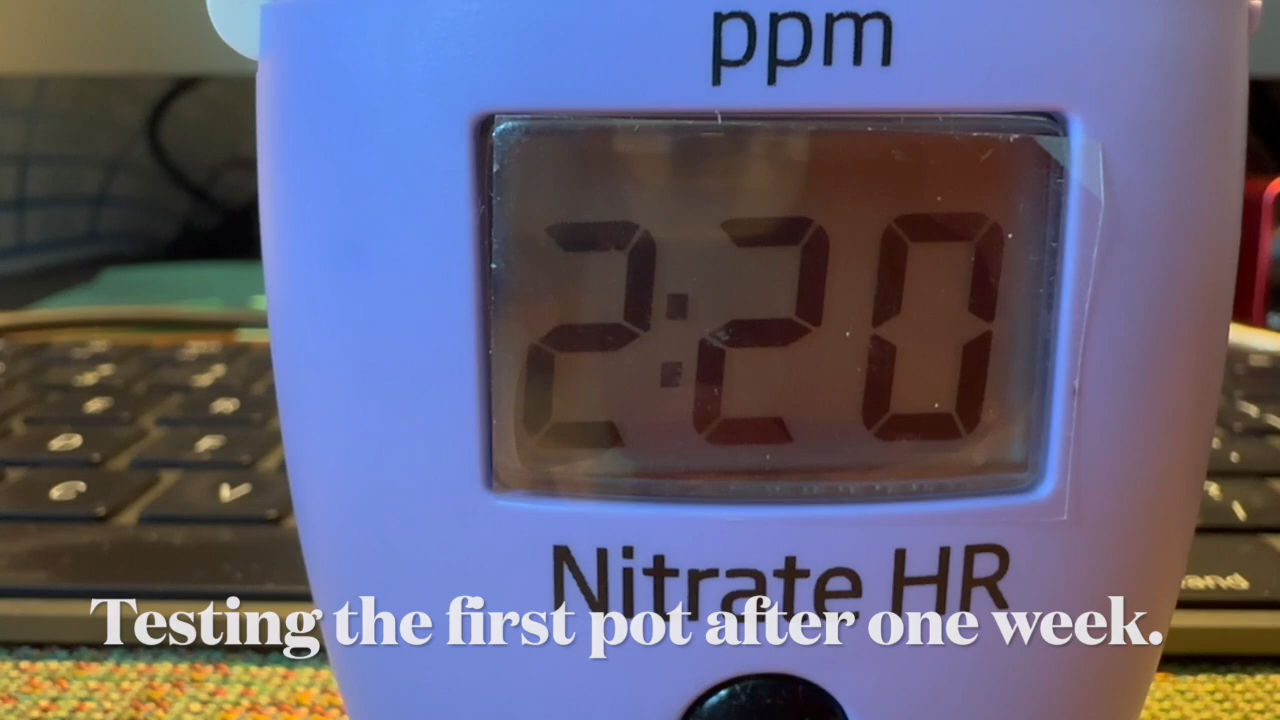 ppm
2:20
Nitrate HR
Testing the first pot after one week.